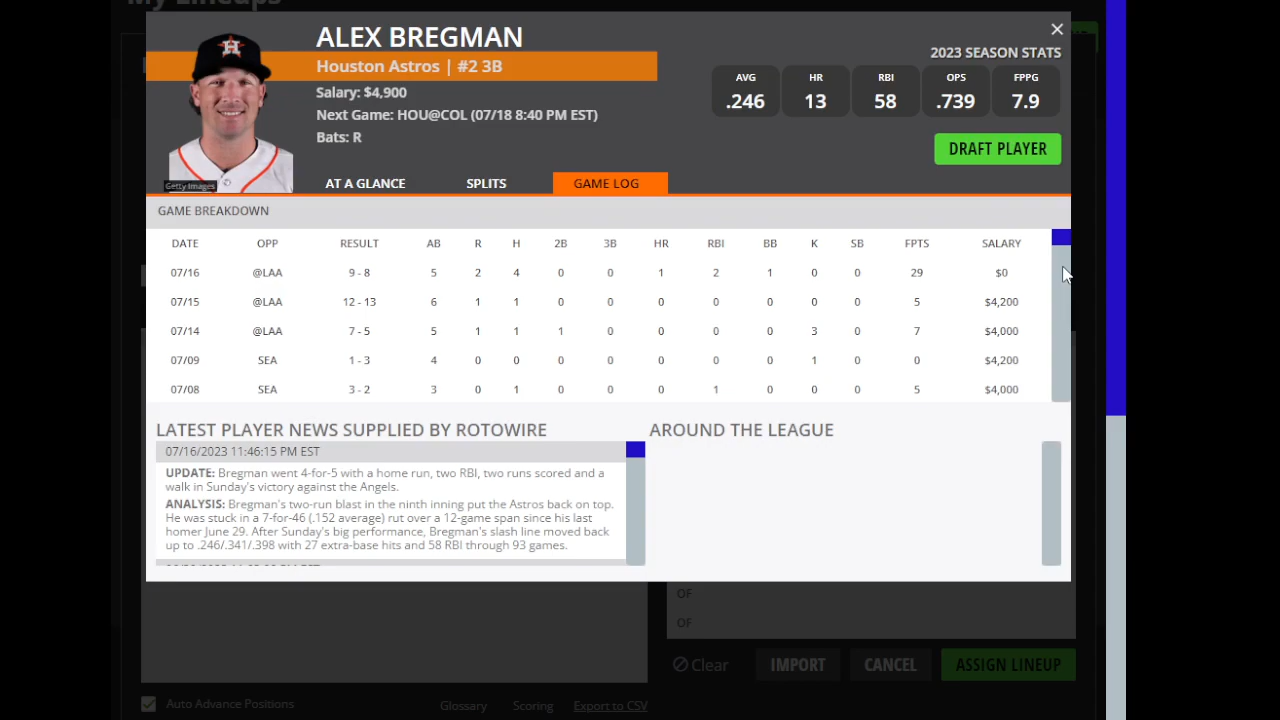 My Lineups
ALEX BREGMAN
Houston Astros | #2 3B
Salary: $4,900
Next Game: HOU@COL (07/18 8:40 PM EST)
Bats: R
Getty Images
2023 SEASON STATS
AVG HR RBI OPS FPPG
.246 13 58 .739 7.9
DRAFT PLAYER
AT A GLANCE SPLITS GAME LOG
GAME BREAKDOWN
DATE OPP RESULT AB R H 2B 3B HR RBI BB K SB FPTS SALARY
07/16 @LAA 9 - 8 5 2 4 0 0 1 2 1 0 0 29 $0
07/15 @LAA 12 - 13 6 1 1 0 0 0 0 0 0 0 5 $4,200
07/14 @LAA 7 - 5 5 1 1 1 0 0 0 0 3 0 7 $4,000
07/09 SEA 1 - 3 4 0 0 0 0 0 0 0 1 0 0 $4,200
07/08 SEA 3 - 2 3 0 1 0 0 0 1 0 0 0 5 $4,000
LATEST PLAYER NEWS SUPPLIED BY ROTOWIRE
07/16/2023 11:46:15 PM EST
UPDATE: Bregman went 4-for-5 with a home run, two RBI, two runs scored and a
walk in Sunday's victory against the Angels.
ANALYSIS: Bregman's two-run blast in the ninth inning put the Astros back on top.
He was stuck in a 7-for-46 (.152 average) rut over a 12-game span since his last
homer June 29. After Sunday's big performance, Bregman's slash line moved back
up to .246/.341/.398 with 27 extra-base hits and 58 RBI through 93 games.
AROUND THE LEAGUE
OF
OF
Clear IMPORT CANCEL ASSIGN LINEUP
Auto Advance Positions Glossary Scoring Export to CSV